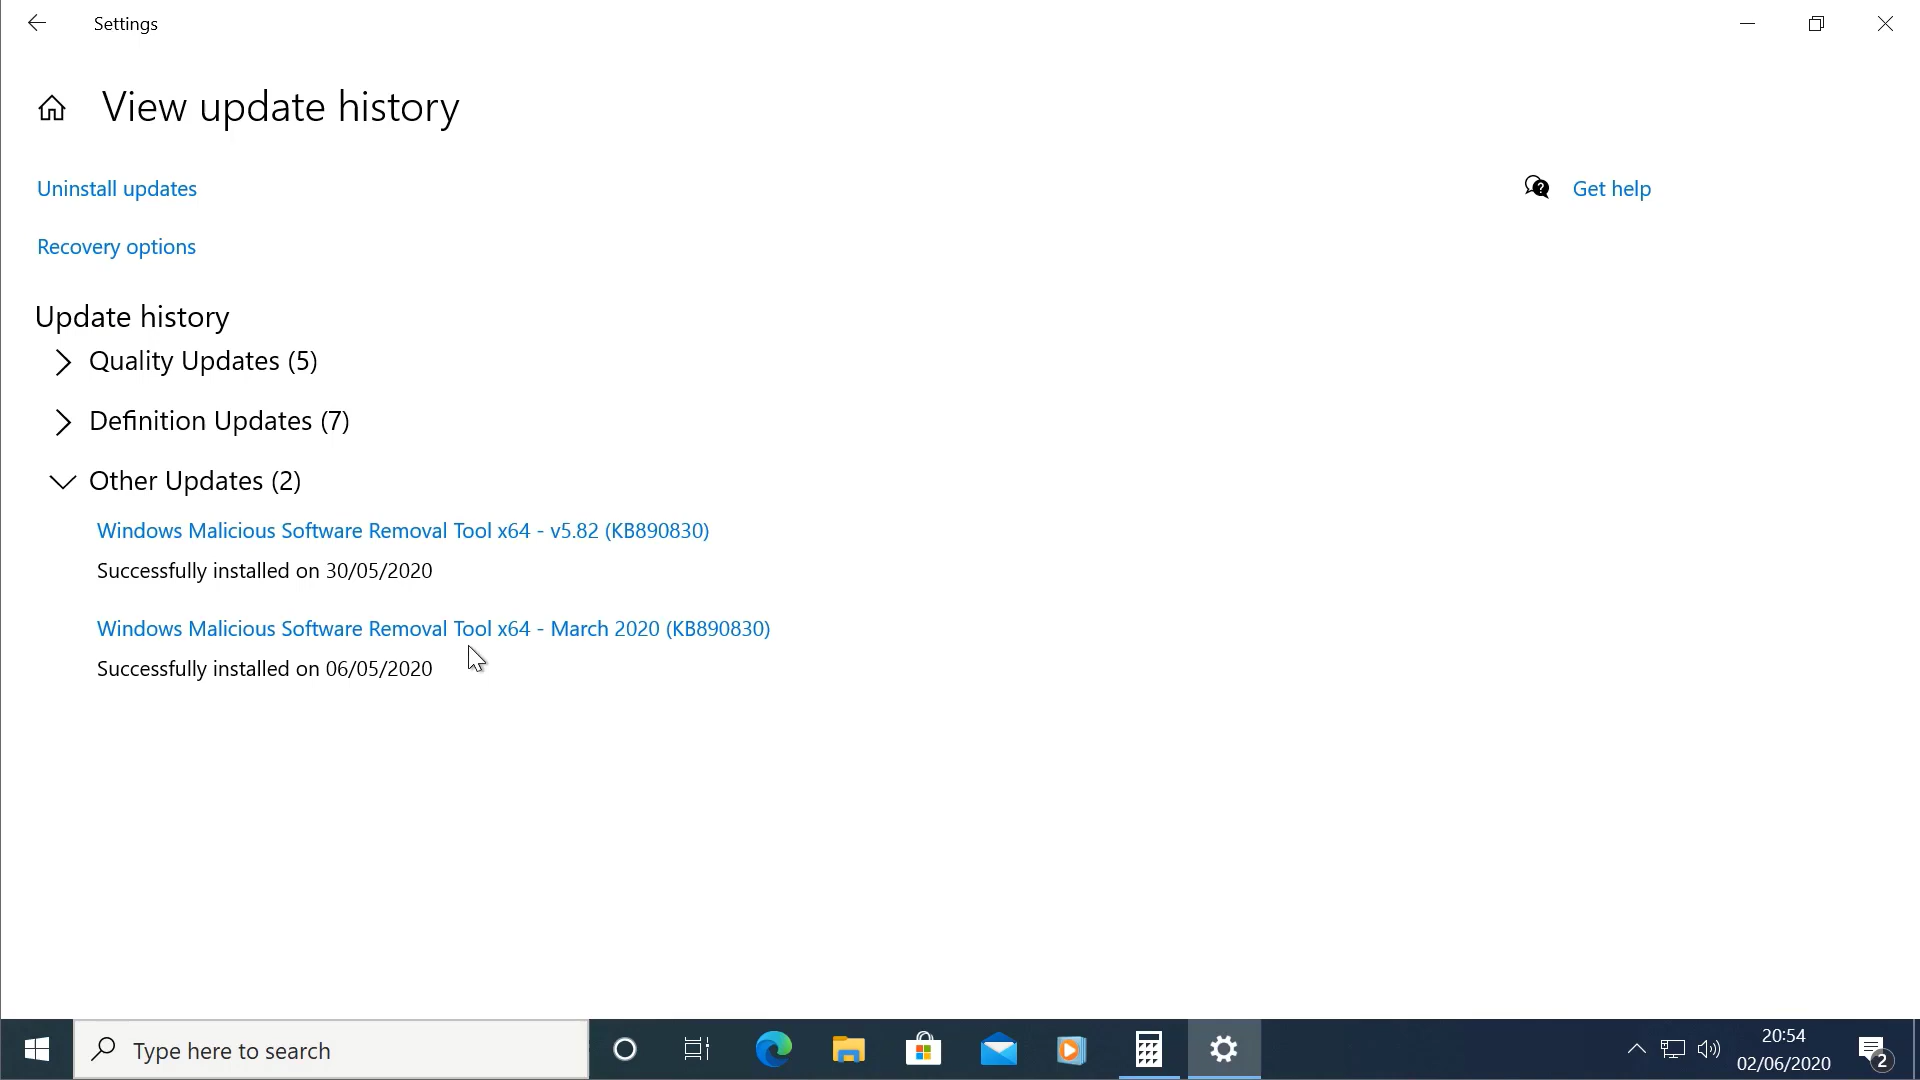 Settings
View update history
Uninstall updates
Get help
Recovery options
Update history
Quality Updates (5)
Definition Updates (7)
Other Updates (2)
Windows Malicious Software Removal Tool x64 - v5.82 (KB890830)
Successfully installed on 30/05/2020
Windows Malicious Software Removal Tool x64 - March 2020 (KB890830)
Successfully installed on 06/05/2020
Type here to search
20:54
02/06/2020
2